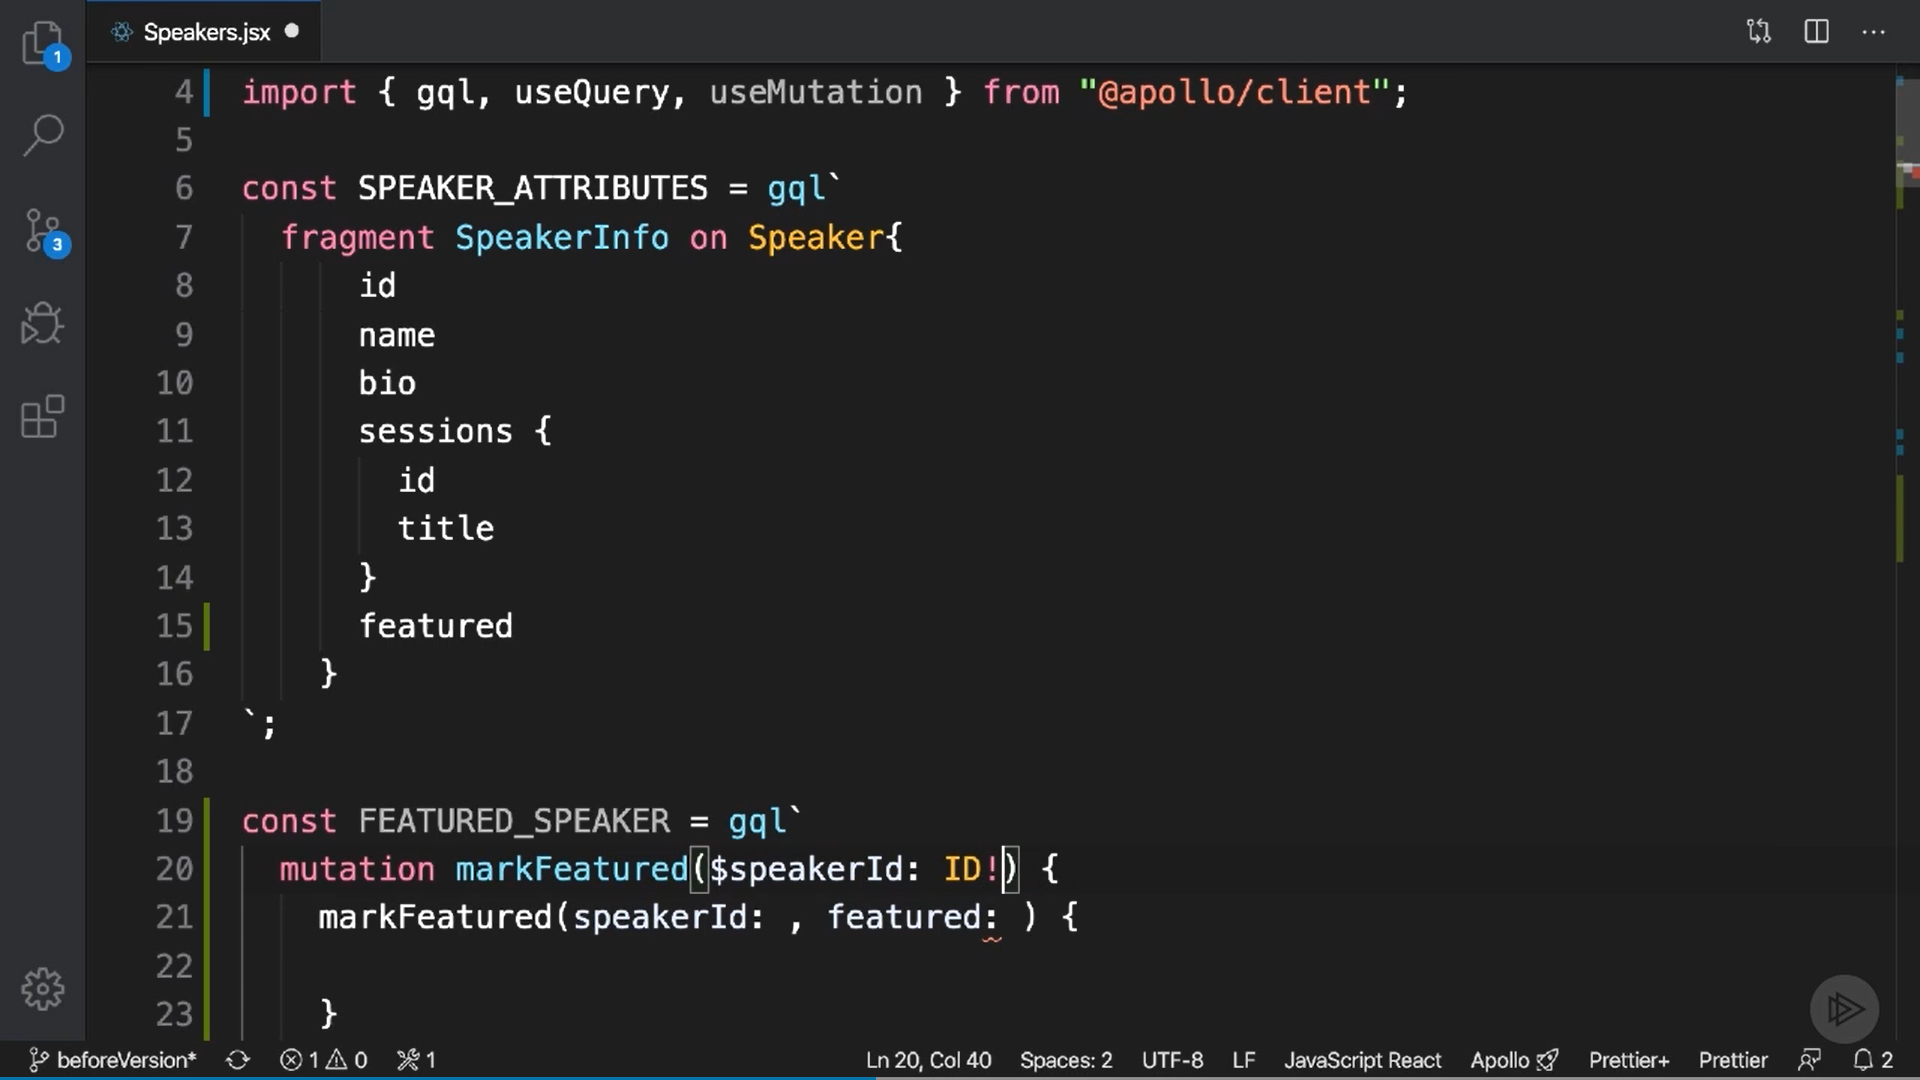 Speakers.jsx
1
4 import { gql, useQuery, useMutation } from "@apollo/client";
5
6 const SPEAKER_ATTRIBUTES = gql`
7 fragment SpeakerInfo on Speaker{
8 id
9 name
10 bio
11 sessions {
12 id
13 title
14 }
15 featured
16 }
17 `;
18
19 const FEATURED_SPEAKER = gql`
20 mutation markFeatured($speakerId: ID!) {
21 markFeatured(speakerId: , featured: ) {
22
23 }
3
beforeVersion* 1 0 1 Ln 20, Col 40 Spaces: 2 UTF-8 LF JavaScript React Apollo Prettier+ Prettier 2